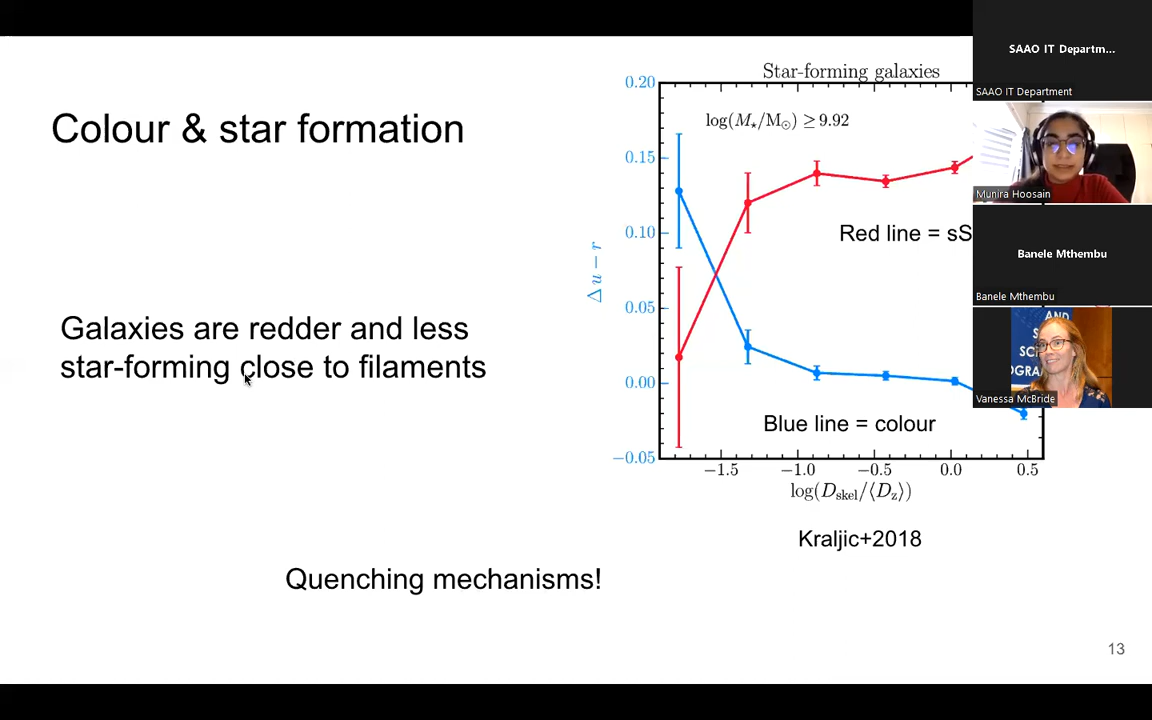 Colour & star formation
Galaxies are redder and less
star-forming close to filaments
Quenching mechanisms!
Star-forming galaxies
log(M⋆/M⊙) ≥ 9.92
0.20
0.15
0.10
0.05
0.00
−0.05
Δ u − r
Red line = sS
Blue line = colour
−1.5 −1.0 −0.5 0.0 0.5
log(Dskel/⟨Dz⟩)
Kraljic+2018
13
SAAO IT Departm...
SAAO IT Department
Munira Hoosain
Banele Mthembu
Banele Mthembu
AND
Vanessa McBride